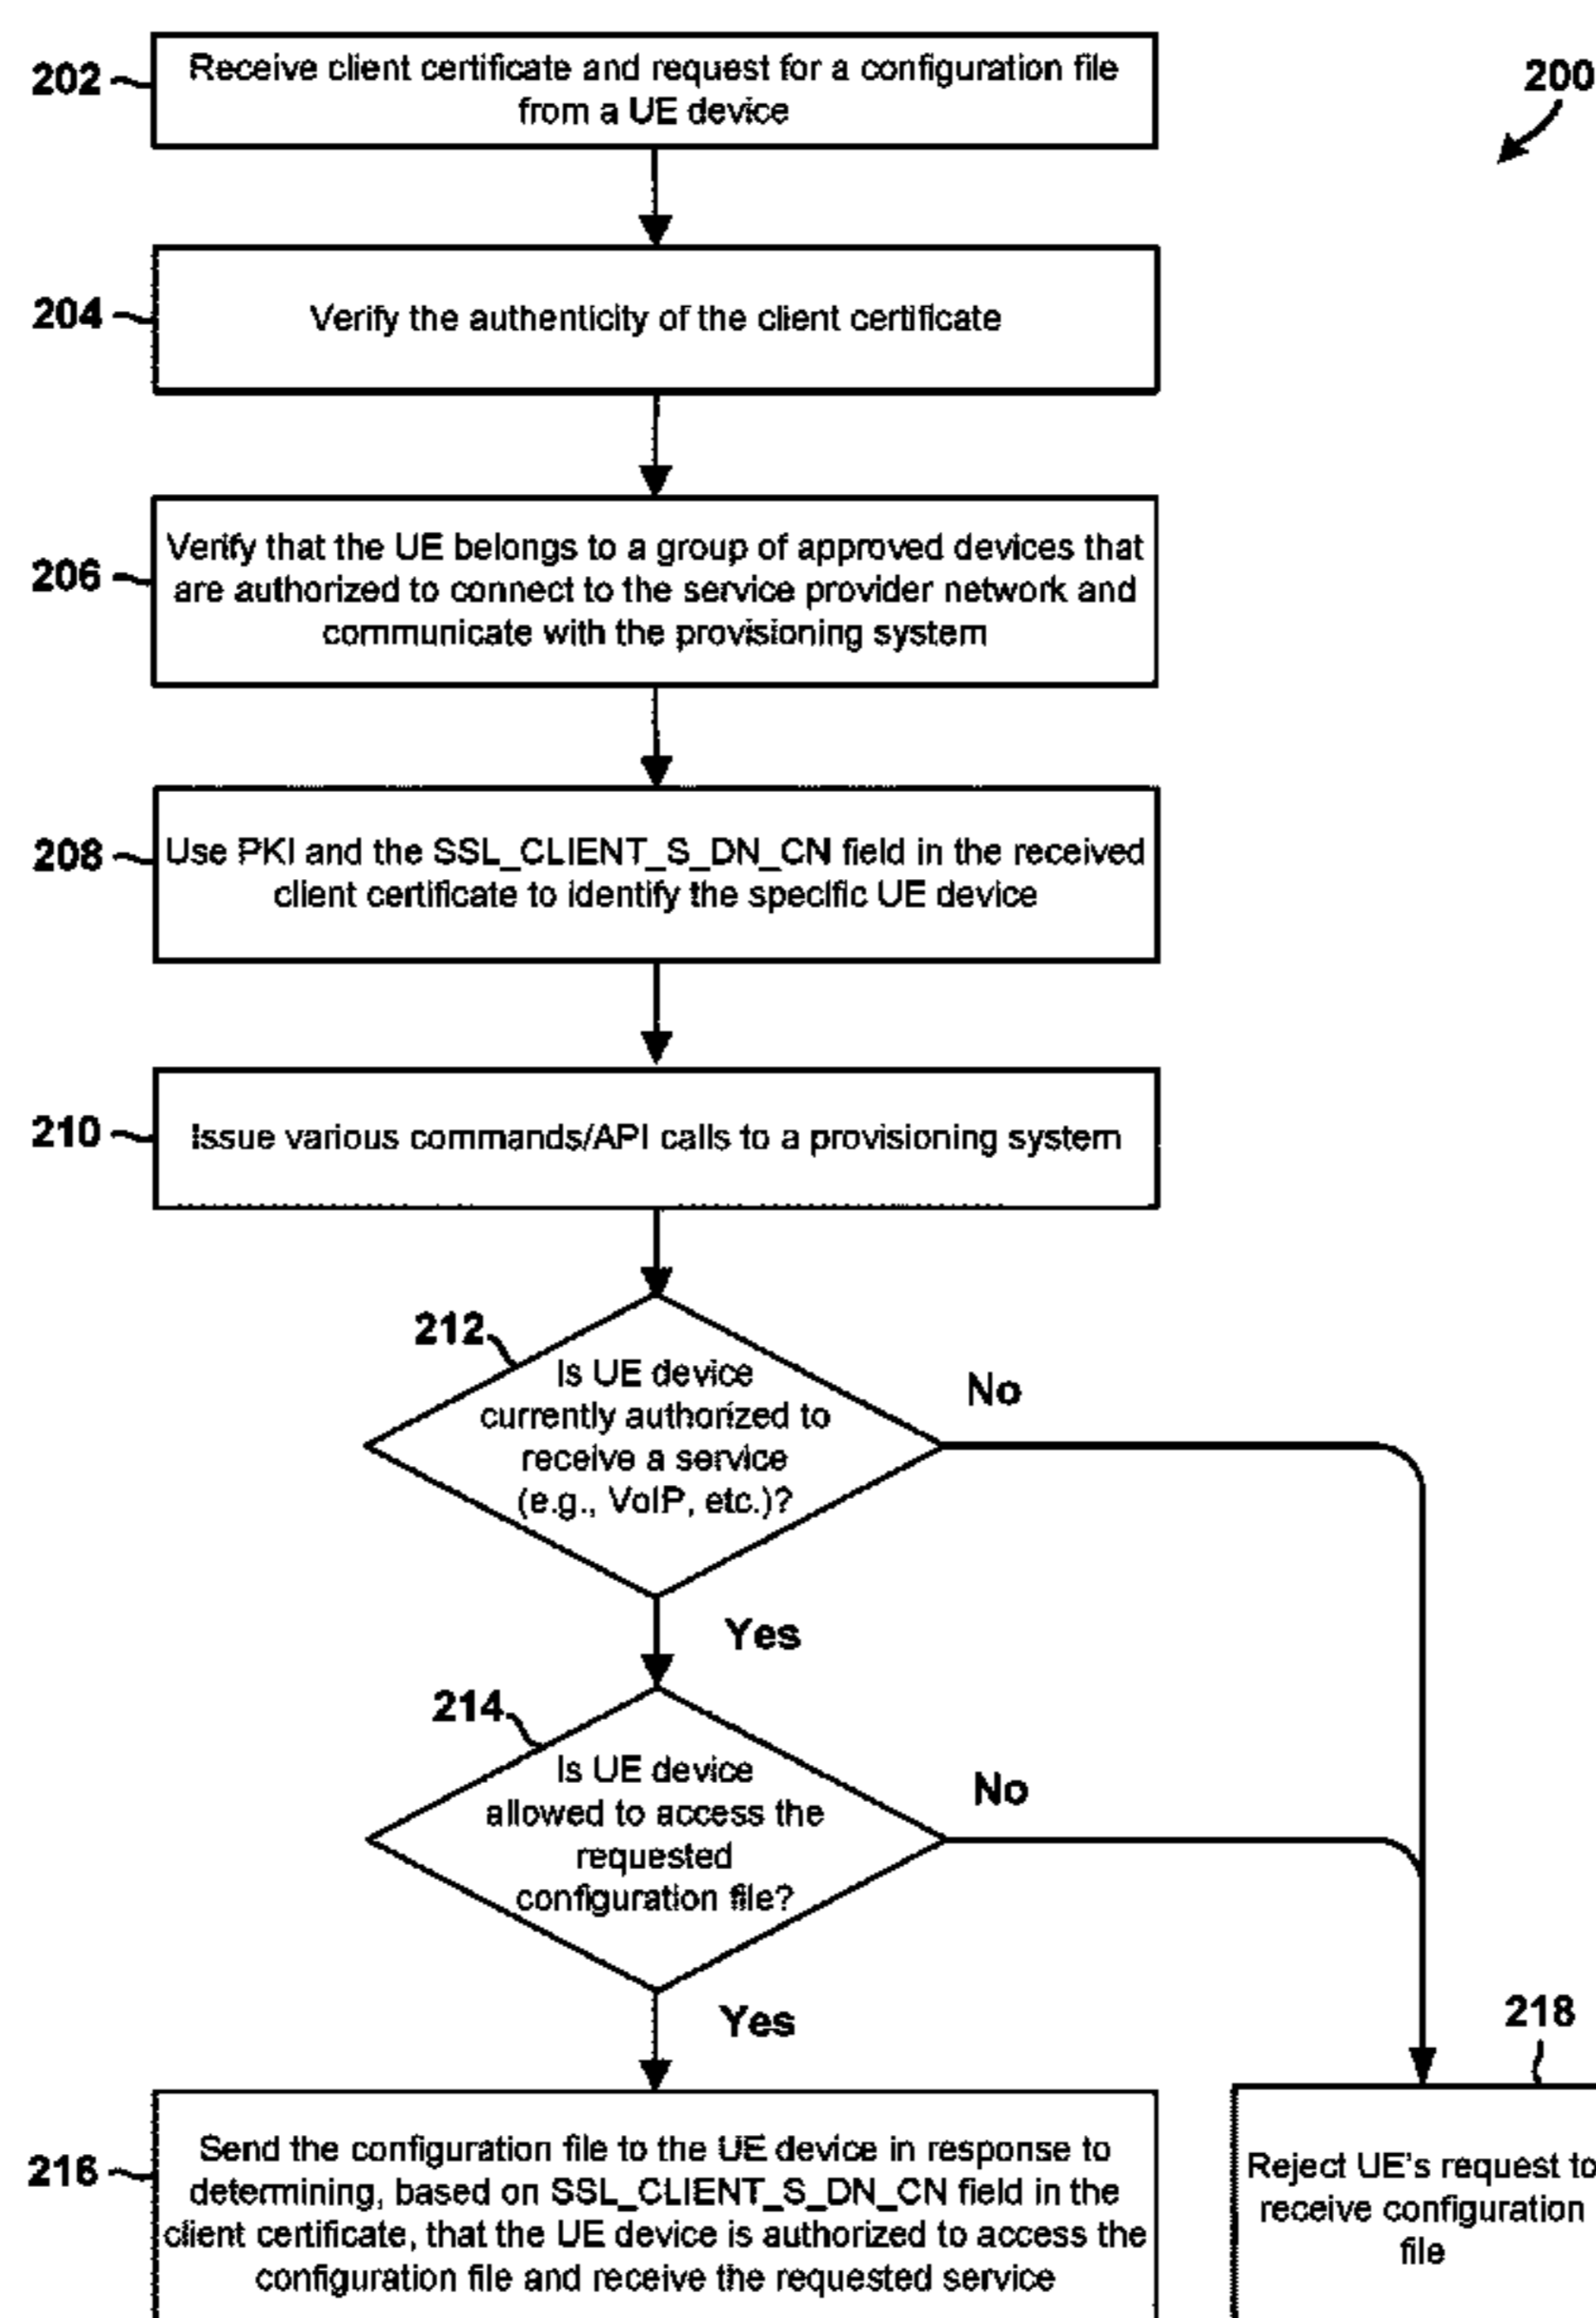 202
Receive client certificate and request for a configuration file
from a UE device
200
204
Verify the authenticity of the client certificate
206
Verify that the UE belongs to a group of approved devices that
are authorized to connect to the service provider network and
communicate with the provisioning system
208
Use PKI and the SSL_CLIENT_S_DN_CN field in the received
client certificate to identify the specific UE device
210
Issue various commands/API calls to a provisioning system
212
Is UE device
currently authorized to
receive a service
(e.g., VoIP, etc.)?
No
Yes
214
Is UE device
allowed to access the
requested
configuration file?
No
Yes
216
Send the configuration file to the UE device in response to
determining, based on SSL_CLIENT_S_DN_CN field in the
client certificate, that the UE device is authorized to access the
configuration file and receive the requested service
218
Reject UE's request to
receive configuration
file